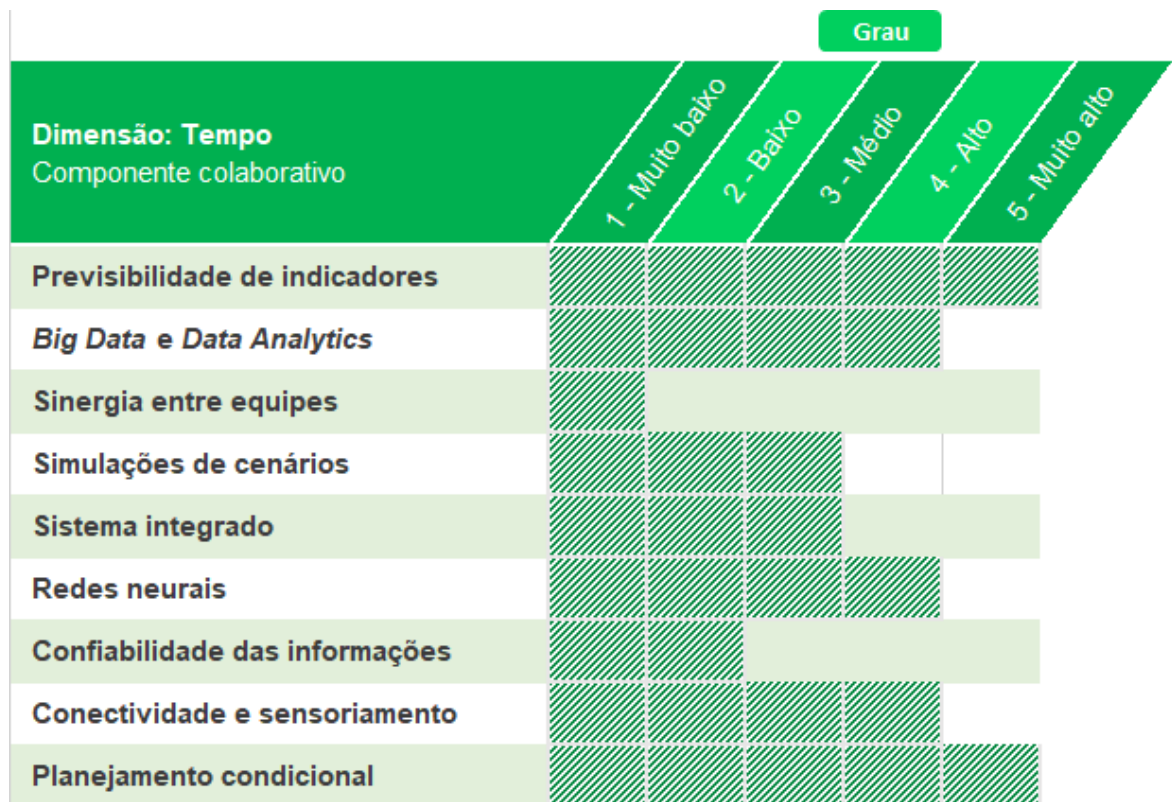 Grau
Dimensão: Tempo
Componente colaborativo
1 - Muito baixo
2 - Baixo
3 - Médio
4 - Alto
5 - Muito alto
Previsibilidade de indicadores
Big Data e Data Analytics
Sinergia entre equipes
Simulações de cenários
Sistema integrado
Redes neurais
Confiabilidade das informações
Conectividade e sensoriamento
Planejamento condicional